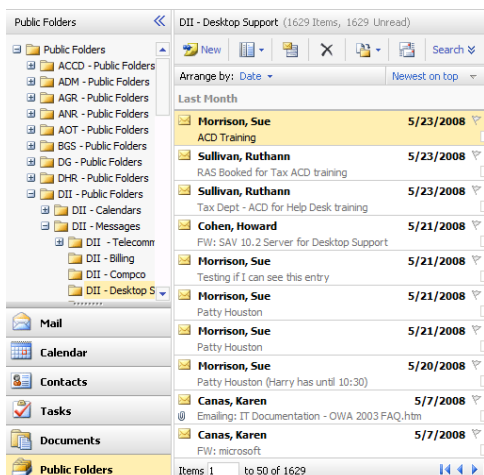 Public Folders
Public Folders
ACCD - Public Folders
ADM - Public Folders
AGR - Public Folders
ANR - Public Folders
AOT - Public Folders
BGS - Public Folders
DG - Public Folders
DHR - Public Folders
DII - Public Folders
DII - Calendars
DII - Messages
DII - Telecomm
DII - Billing
DII - Compco
DII - Desktop S
Mail
Calendar
Contacts
Tasks
Documents
Public Folders
DII - Desktop Support (1629 Items, 1629 Unread)
New Search
Arrange by: Date Newest on top
Last Month
Morrison, Sue 5/23/2008
ACD Training
Sullivan, Ruthann 5/23/2008
RAS Booked for Tax ACD training
Sullivan, Ruthann 5/23/2008
Tax Dept - ACD for Help Desk training
Cohen, Howard 5/21/2008
FW: SAV 10.2 Server for Desktop Support
Morrison, Sue 5/21/2008
Testing if I can see this entry
Morrison, Sue 5/21/2008
Patty Houston
Morrison, Sue 5/21/2008
Patty Houston
Morrison, Sue 5/20/2008
Patty Houston (Harry has until 10:30)
Canas, Karen 5/7/2008
Emailing: IT Documentation - OWA 2003 FAQ.htm
Canas, Karen 5/7/2008
FW: microsoft
Items 1 to 50 of 1629